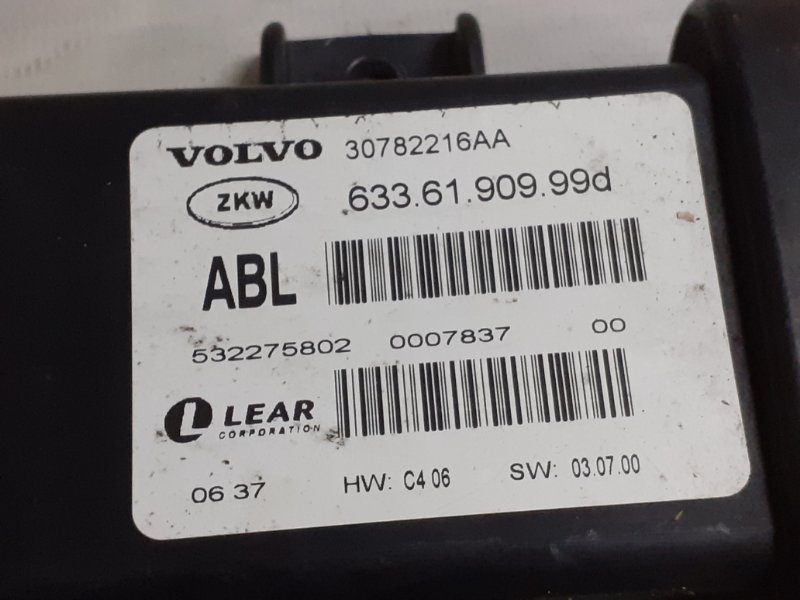 VOLVO 30782216AA
ZKW 633.61.909.99d
ABL
532275802 0007837 00
L LEAR
CORPORATION
06 37 HW: C4 06 SW: 03.07.00